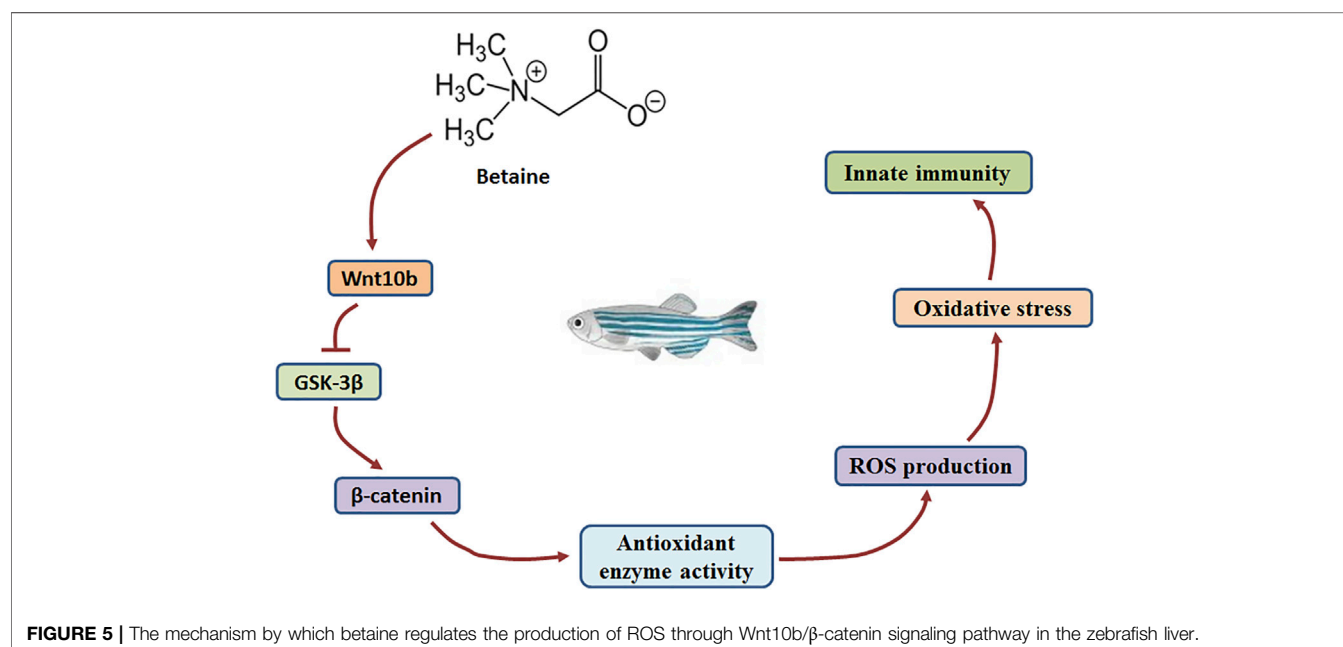 H₃C
O
H₃C
N
+
O
−
H₃C
Betaine
Innate immunity
Wnt10b
Oxidative stress
GSK-3β
ROS production
β-catenin
Antioxidant
enzyme activity
FIGURE 5 | The mechanism by which betaine regulates the production of ROS through Wnt10b/β-catenin signaling pathway in the zebrafish liver.